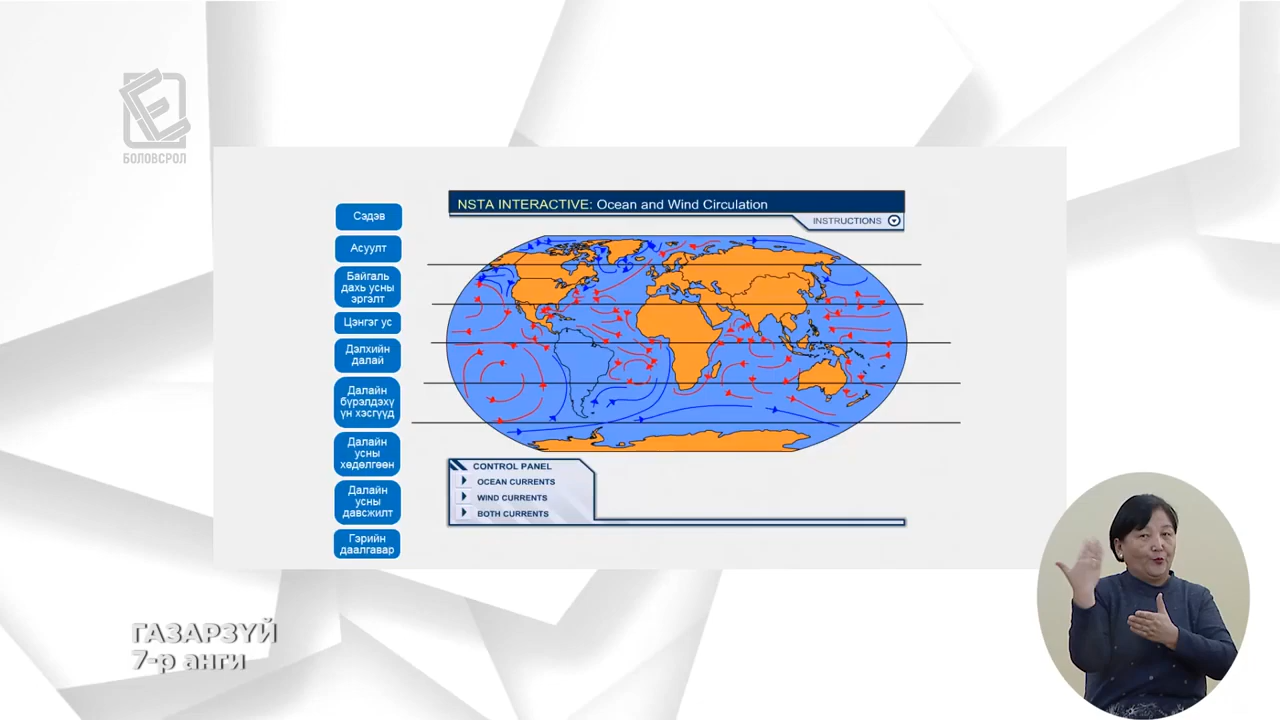 БОЛОВСРОЛ
NSTA INTERACTIVE: Ocean and Wind Circulation
INSTRUCTIONS
Сэдэв
Асуулт
Байгаль
дахь усны
эргэлт
Цэнгэг ус
Дэлхийн
далай
Далайн
бүрэлдэхү
үн хэсгүүд
Далайн
усны
хөдөлгөөн
Далайн
усны
давсжилт
Гэрийн
даалгавар
CONTROL PANEL
OCEAN CURRENTS
WIND CURRENTS
BOTH CURRENTS
ГАЗАРЗҮЙ
7-р анги